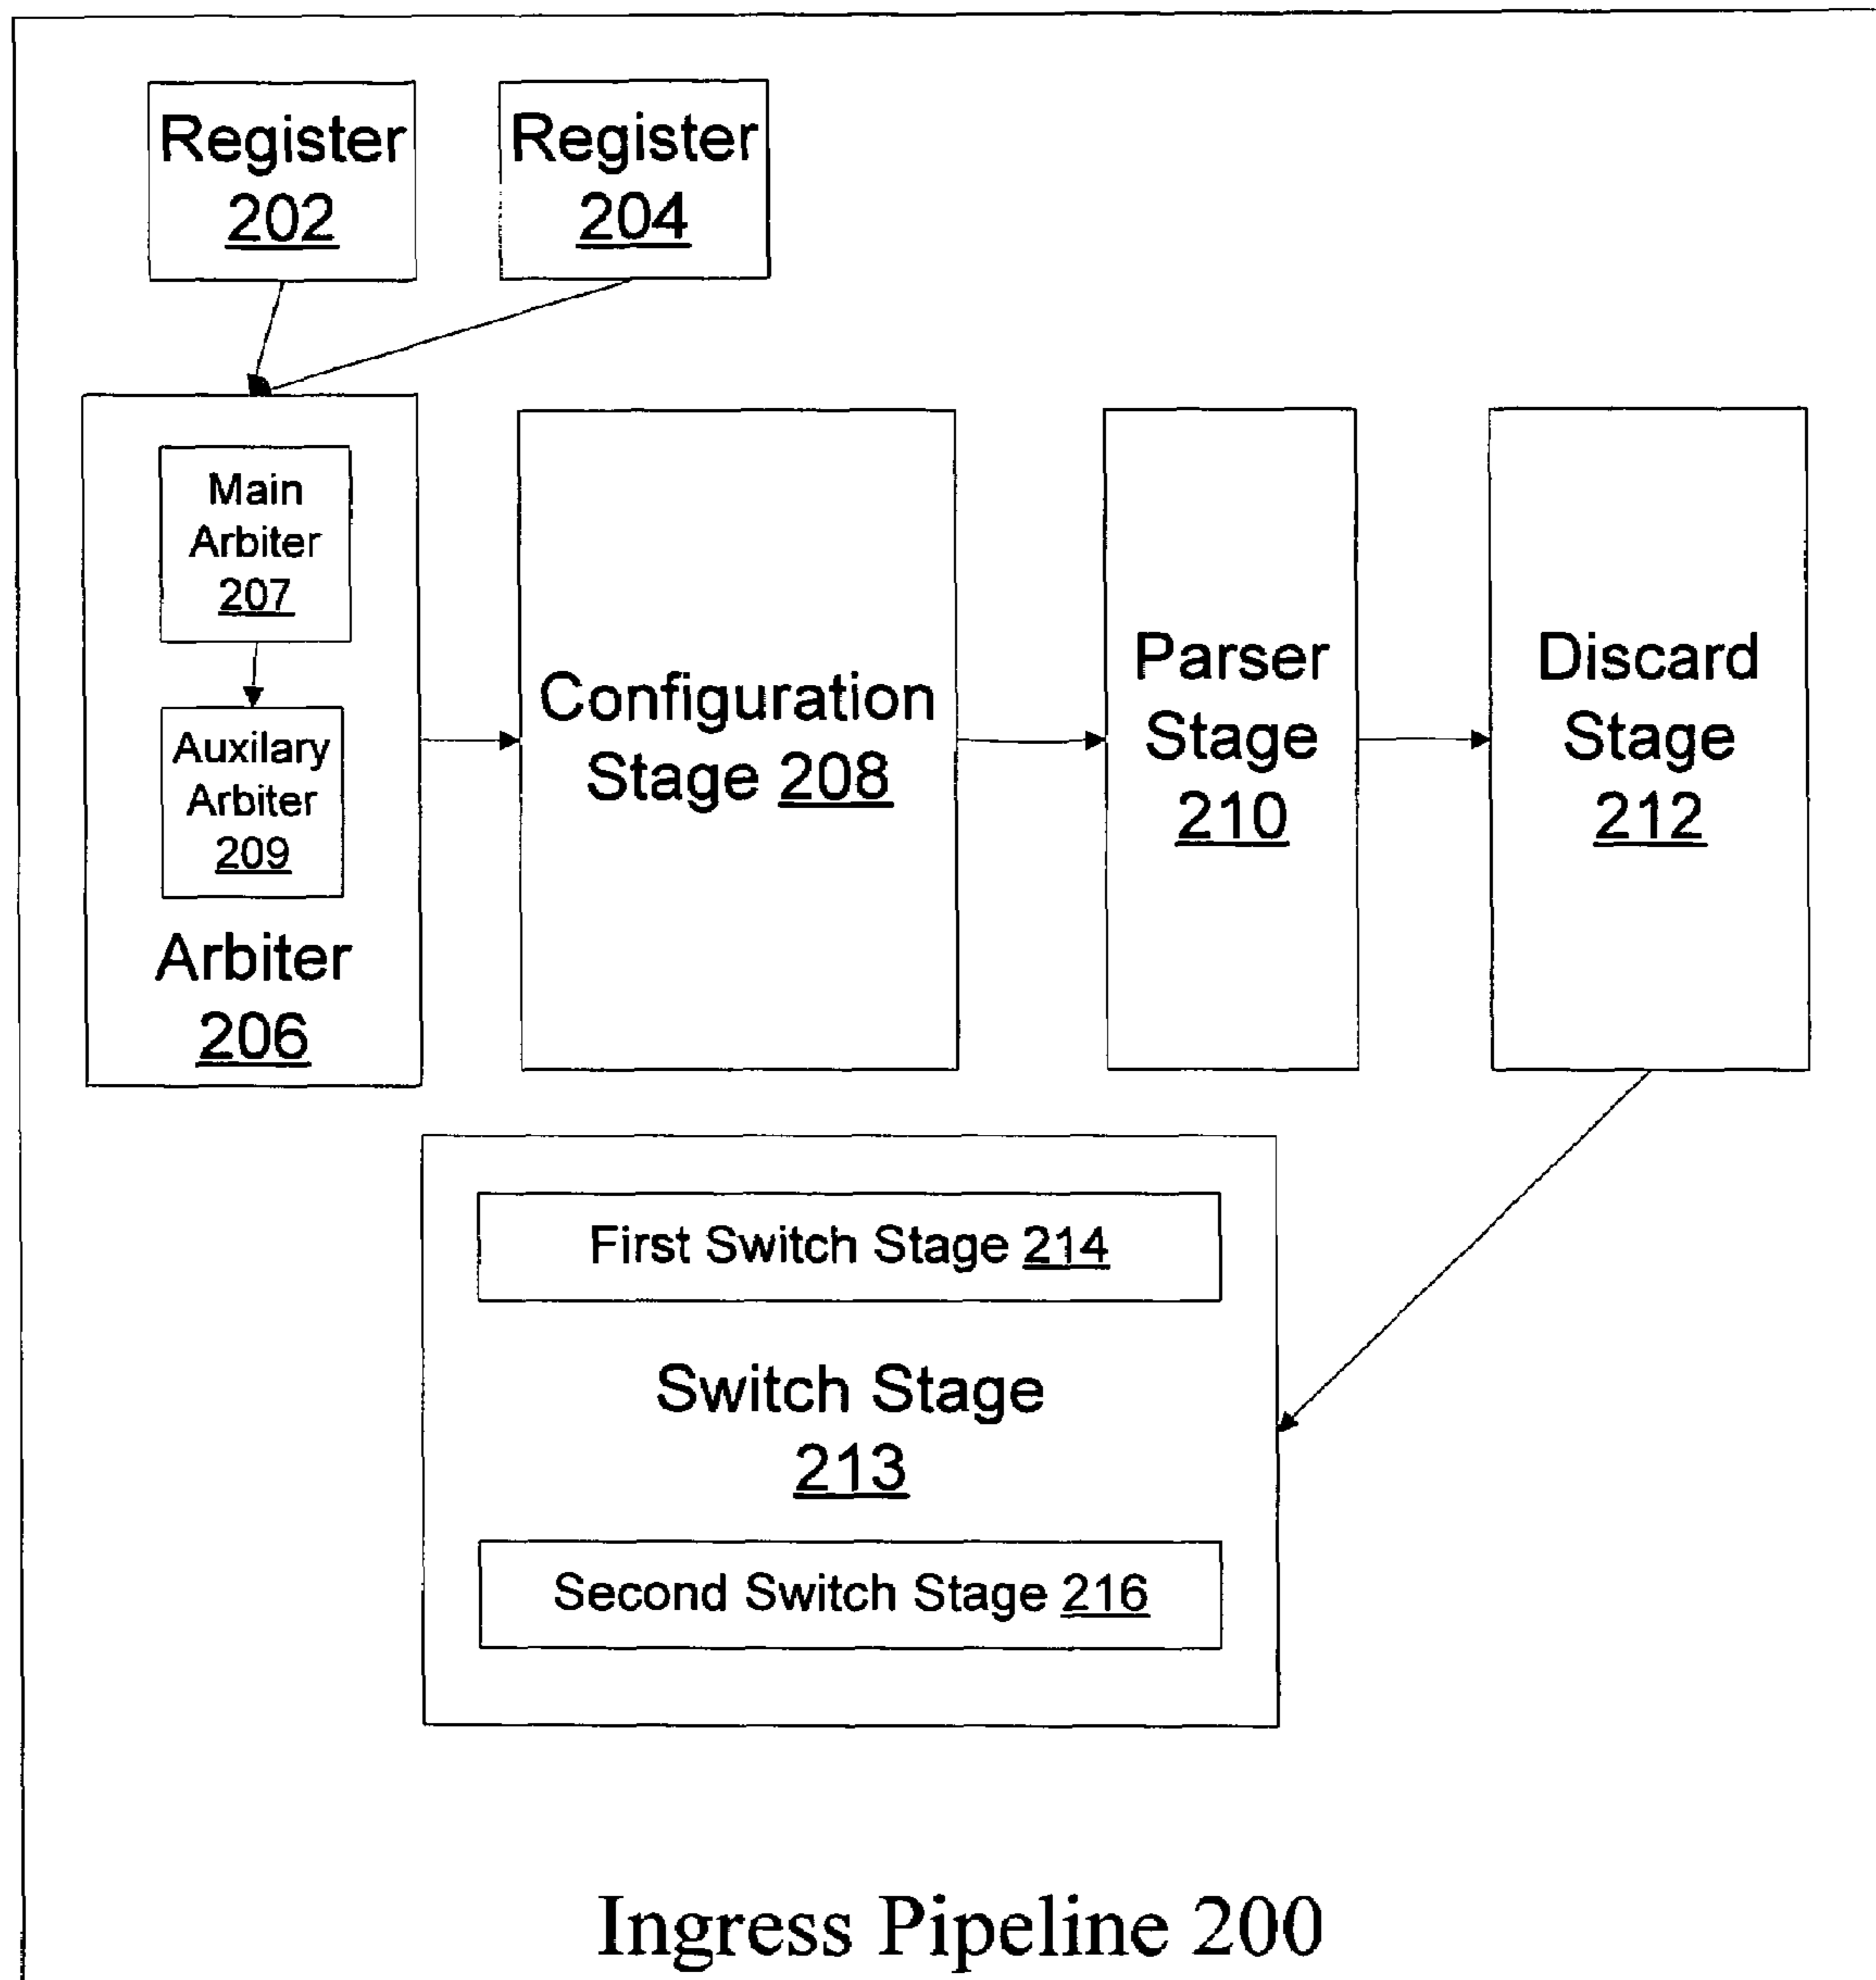 Register
202
Register
204
Main
Arbiter
207
Auxilary
Arbiter
209
Arbiter
206
Configuration
Stage 208
Parser
Stage
210
Discard
Stage
212
First Switch Stage 214
Switch Stage
213
Second Switch Stage 216
Ingress Pipeline 200